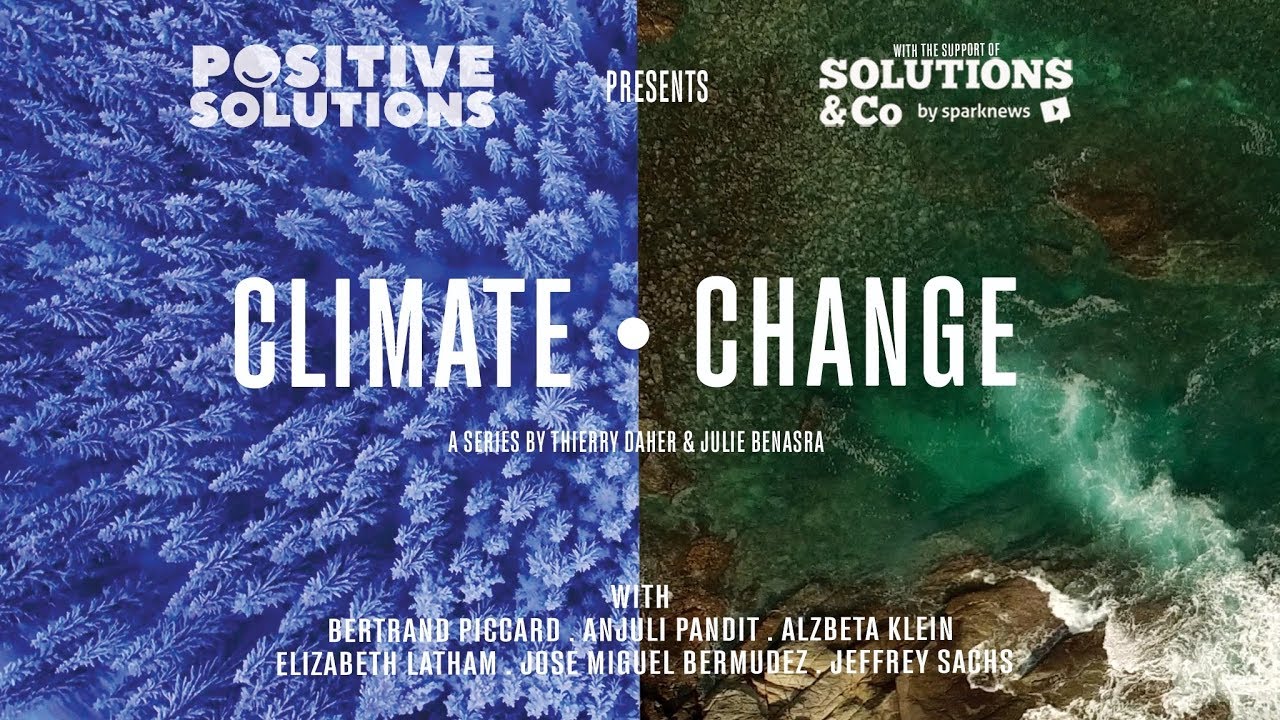 POSITIVE
SOLUTIONS
PRESENTS
WITH THE SUPPORT OF
SOLUTIONS
& Co by sparknews
CLIMATE • CHANGE
A SERIES BY THIERRY DAHER & JULIE BENASRA
WITH
BERTRAND PICCARD . ANJULI PANDIT . ALZBETA KLEIN
ELIZABETH LATHAM . JOSE MIGUEL BERMUDEZ . JEFFREY SACHS